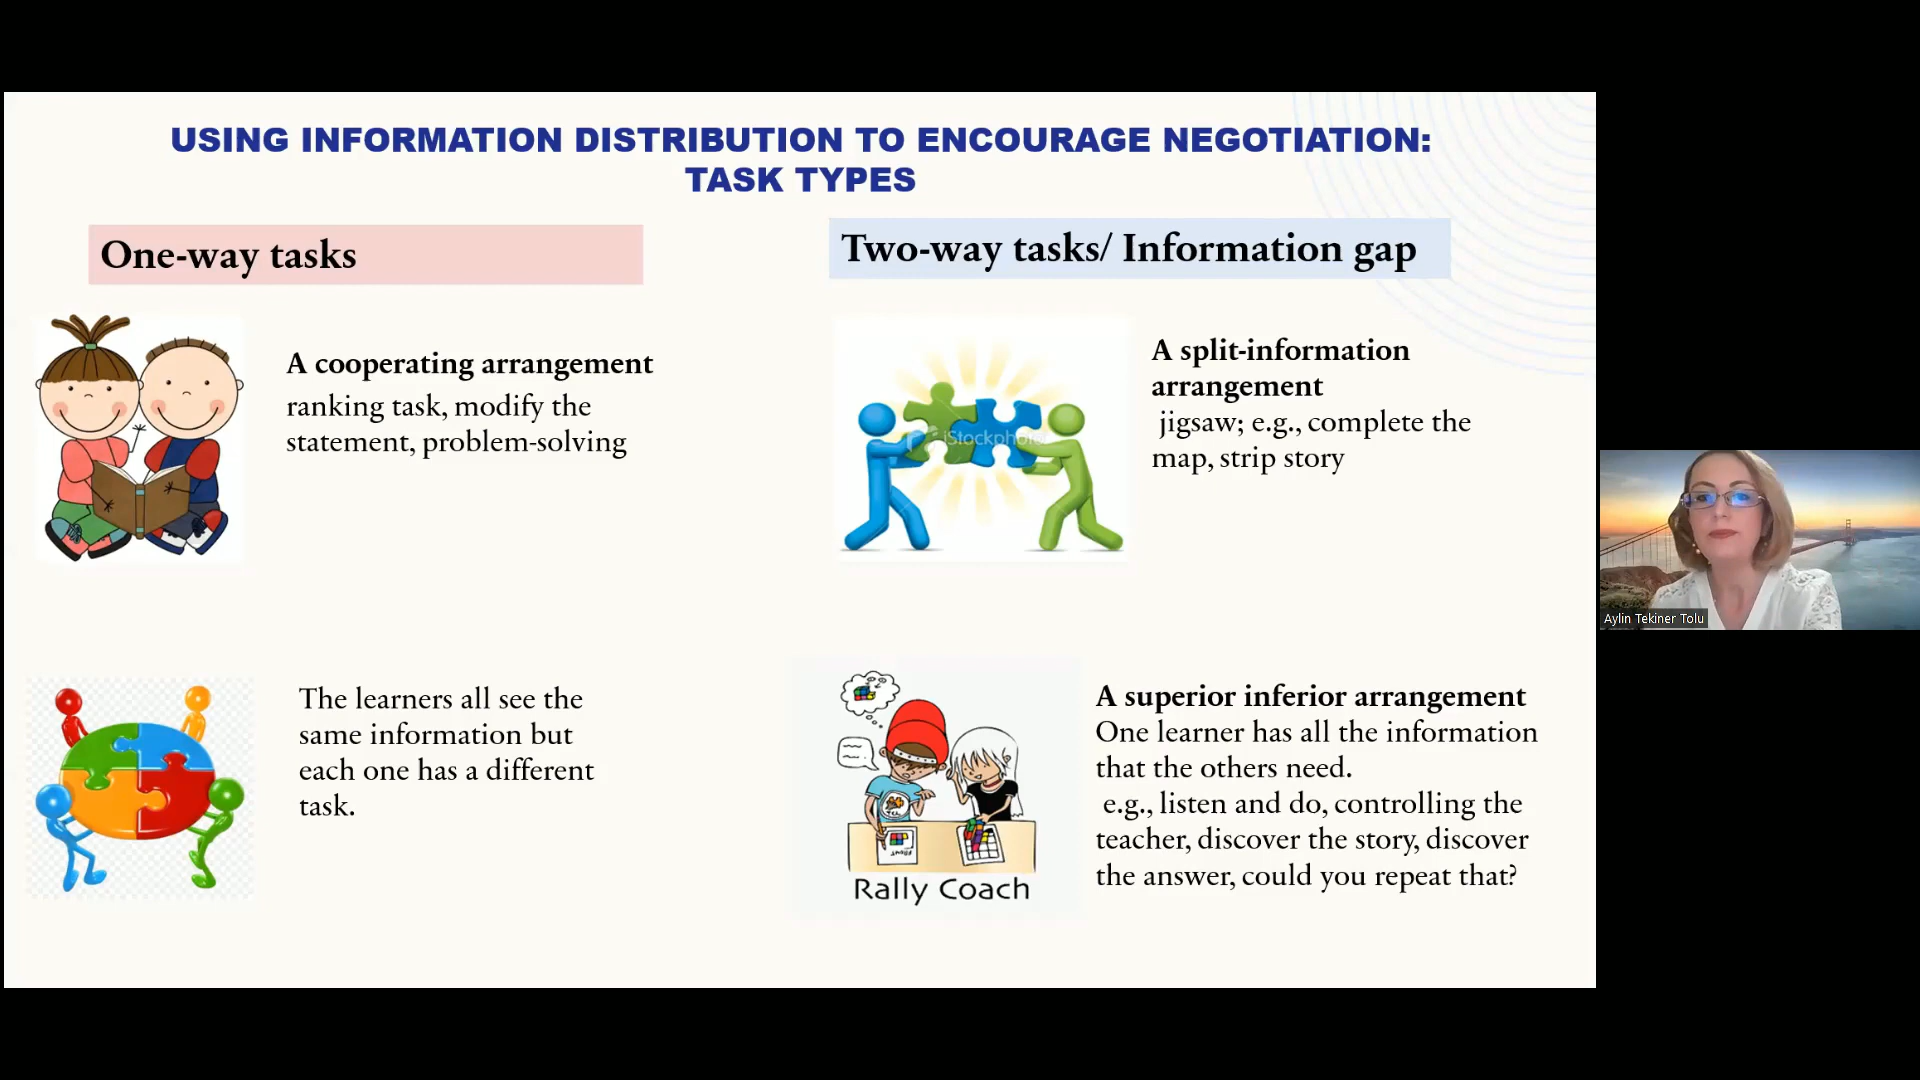 USING INFORMATION DISTRIBUTION TO ENCOURAGE NEGOTIATION:
TASK TYPES
One-way tasks
A cooperating arrangement
ranking task, modify the
statement, problem-solving
The learners all see the
same information but
each one has a different
task.
Two-way tasks/ Information gap
iStockphoto
A split-information
arrangement
jigsaw; e.g., complete the
map, strip story
Rally Coach
A superior inferior arrangement
One learner has all the information
that the others need.
e.g., listen and do, controlling the
teacher, discover the story, discover
the answer, could you repeat that?
Aylin Tekiner Tolu